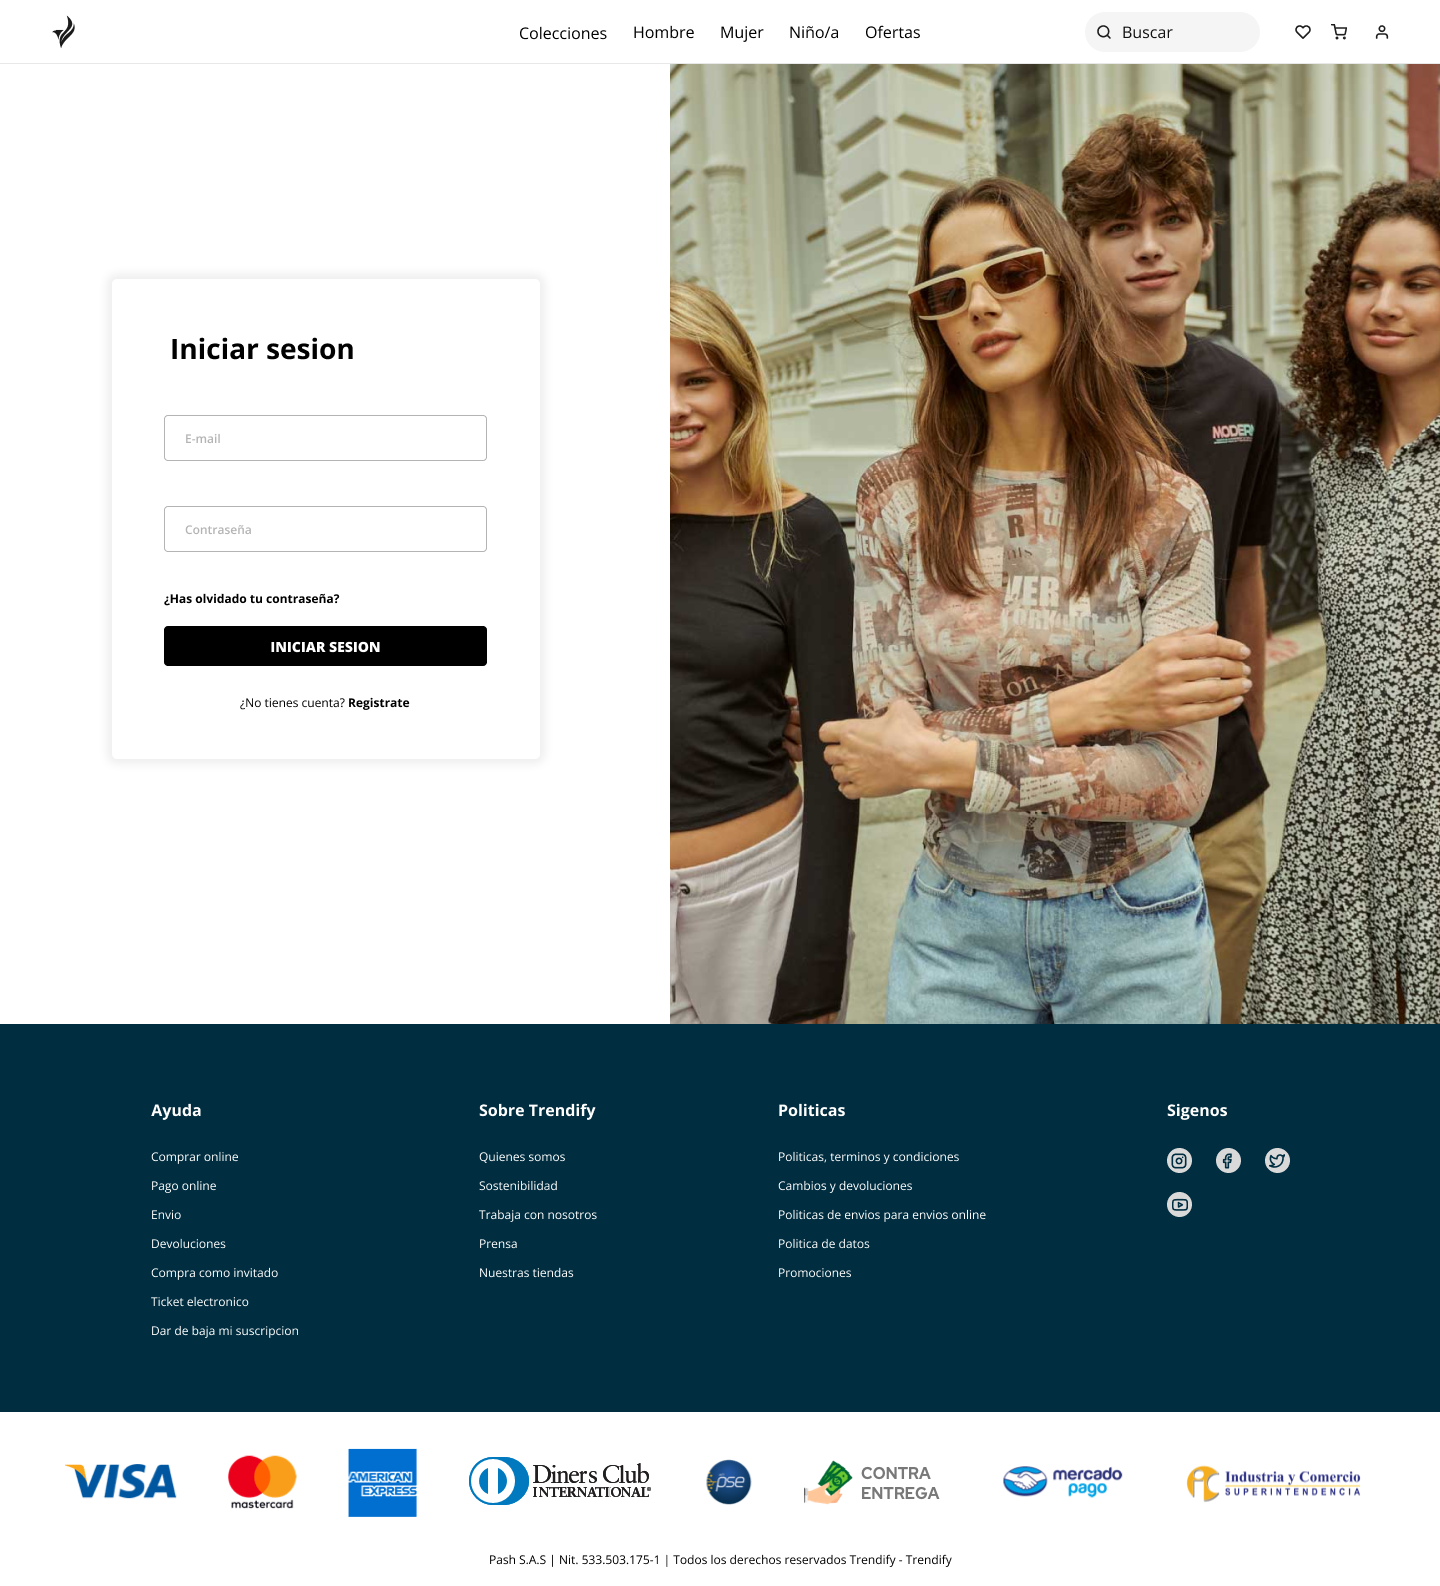 Colecciones Hombre Mujer Niño/a Ofertas Buscar
Iniciar sesion
E-mail
Contraseña
¿Has olvidado tu contraseña?
INICIAR SESION
¿No tienes cuenta? Registrate
MODERN
R
VER
Ayuda
Comprar online
Pago online
Envio
Devoluciones
Compra como invitado
Ticket electronico
Dar de baja mi suscripcion
Sobre Trendify
Quienes somos
Sostenibilidad
Trabaja con nosotros
Prensa
Nuestras tiendas
Politicas
Politicas, terminos y condiciones
Cambios y devoluciones
Politicas de envios para envios online
Politica de datos
Promociones
Sigenos
VISA
mastercard
AMERICAN
EXPRESS
Diners Club
INTERNATIONAL®
pse
CONTRA
ENTREGA
mercado
pago
Industria y Comercio
SUPERINTENDENCIA
Pash S.A.S | Nit. 533.503.175-1 | Todos los derechos reservados Trendify - Trendify